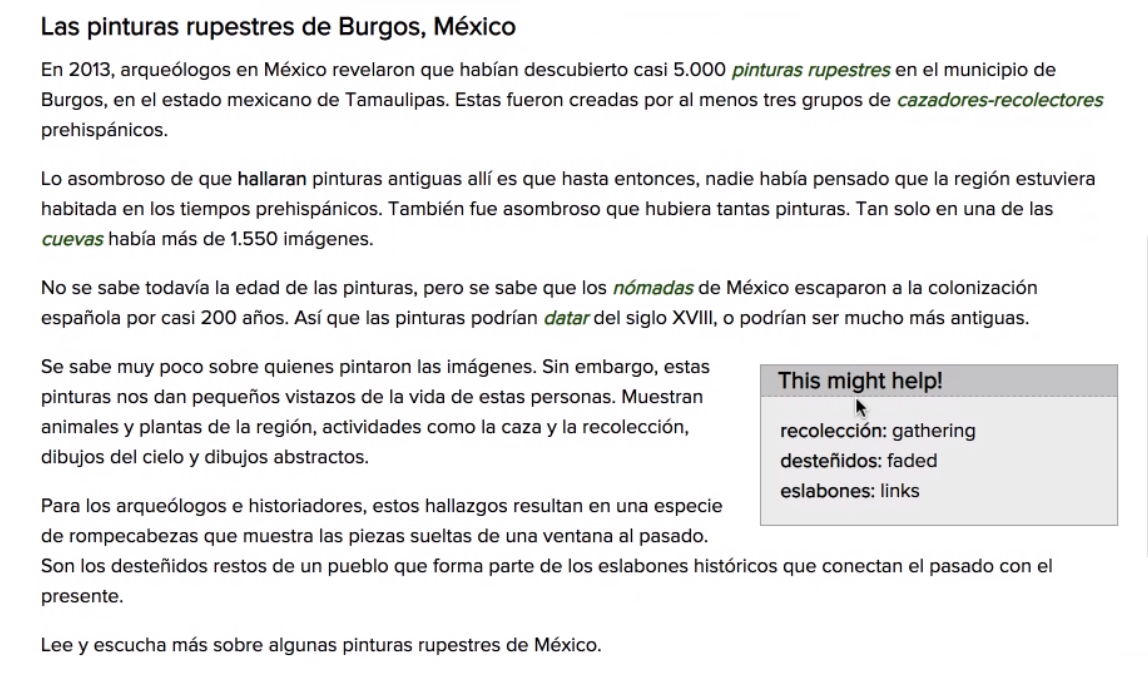 Las pinturas rupestres de Burgos, México
En 2013, arqueólogos en México revelaron que habían descubierto casi 5.000 pinturas rupestres en el municipio de
Burgos, en el estado mexicano de Tamaulipas. Estas fueron creadas por al menos tres grupos de cazadores-recolectores
prehispánicos.
Lo asombroso de que hallaran pinturas antiguas allí es que hasta entonces, nadie había pensado que la región estuviera
habitada en los tiempos prehispánicos. También fue asombroso que hubiera tantas pinturas. Tan solo en una de las
cuevas había más de 1.550 imágenes.
No se sabe todavía la edad de las pinturas, pero se sabe que los nómadas de México escaparon a la colonización
española por casi 200 años. Así que las pinturas podrían datar del siglo XVIII, o podrían ser mucho más antiguas.
Se sabe muy poco sobre quienes pintaron las imágenes. Sin embargo, estas
pinturas nos dan pequeños vistazos de la vida de estas personas. Muestran
animales y plantas de la región, actividades como la caza y la recolección,
dibujos del cielo y dibujos abstractos.
This might help!
recolección: gathering
desteñidos: faded
eslabones: links
Para los arqueólogos e historiadores, estos hallazgos resultan en una especie
de rompecabezas que muestra las piezas sueltas de una ventana al pasado.
Son los desteñidos restos de un pueblo que forma parte de los eslabones históricos que conectan el pasado con el
presente.
Lee y escucha más sobre algunas pinturas rupestres de México.